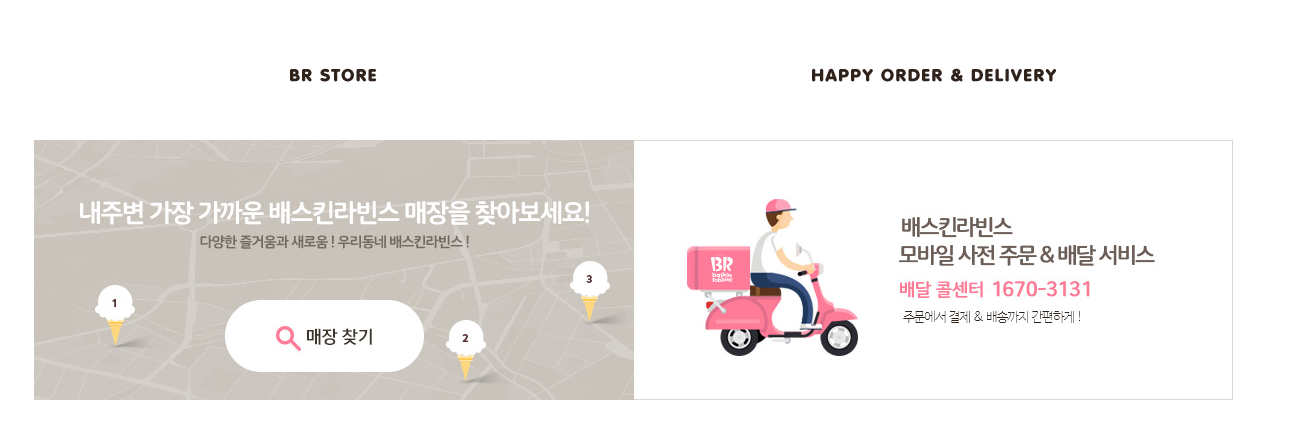 BR STORE
HAPPY ORDER & DELIVERY
내주변 가장 가까운 배스킨라빈스 매장을 찾아보세요!
다양한 즐거움과 새로움 ! 우리동네 배스킨라빈스 !
1
3
매장 찾기
2
BR
baskin
robbins
배스킨라빈스
모바일 사전 주문 & 배달 서비스
배달 콜센터 1670-3131
주문에서 결제 & 배송까지 간편하게 !